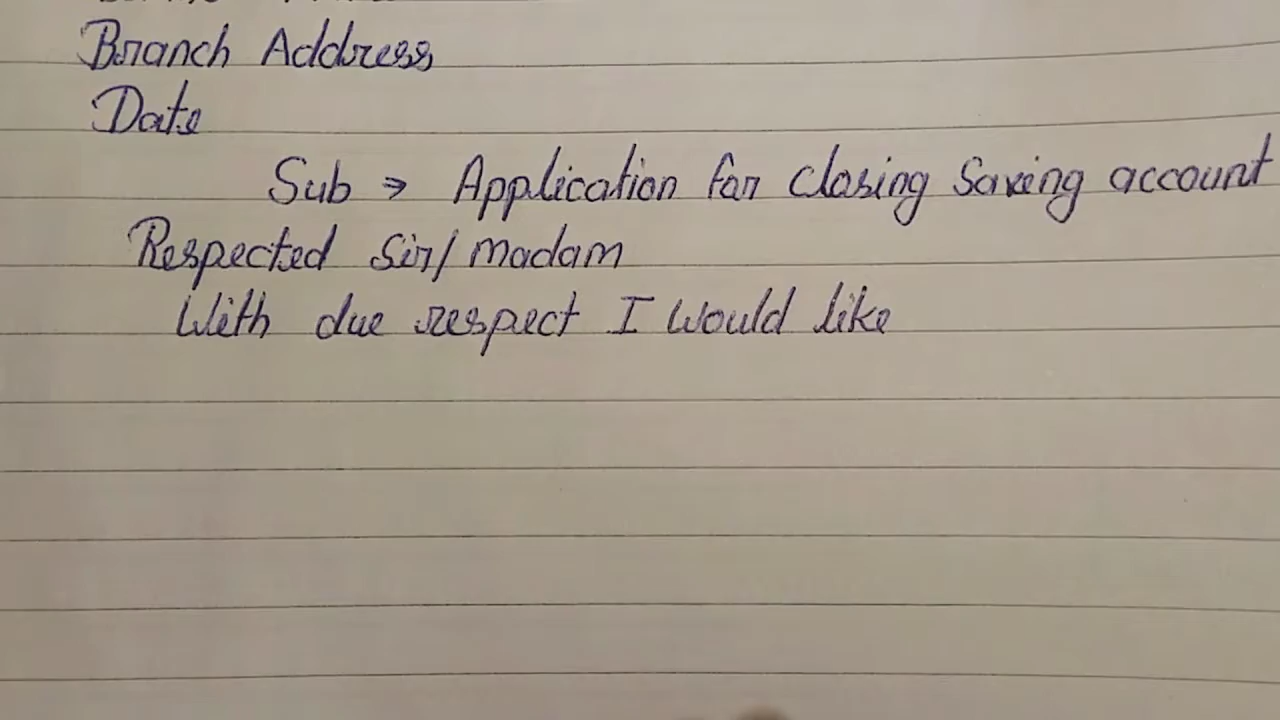 Branch Address
Date
Sub → Application for closing Saving account
Respected Sir/Madam
With due respect I would like